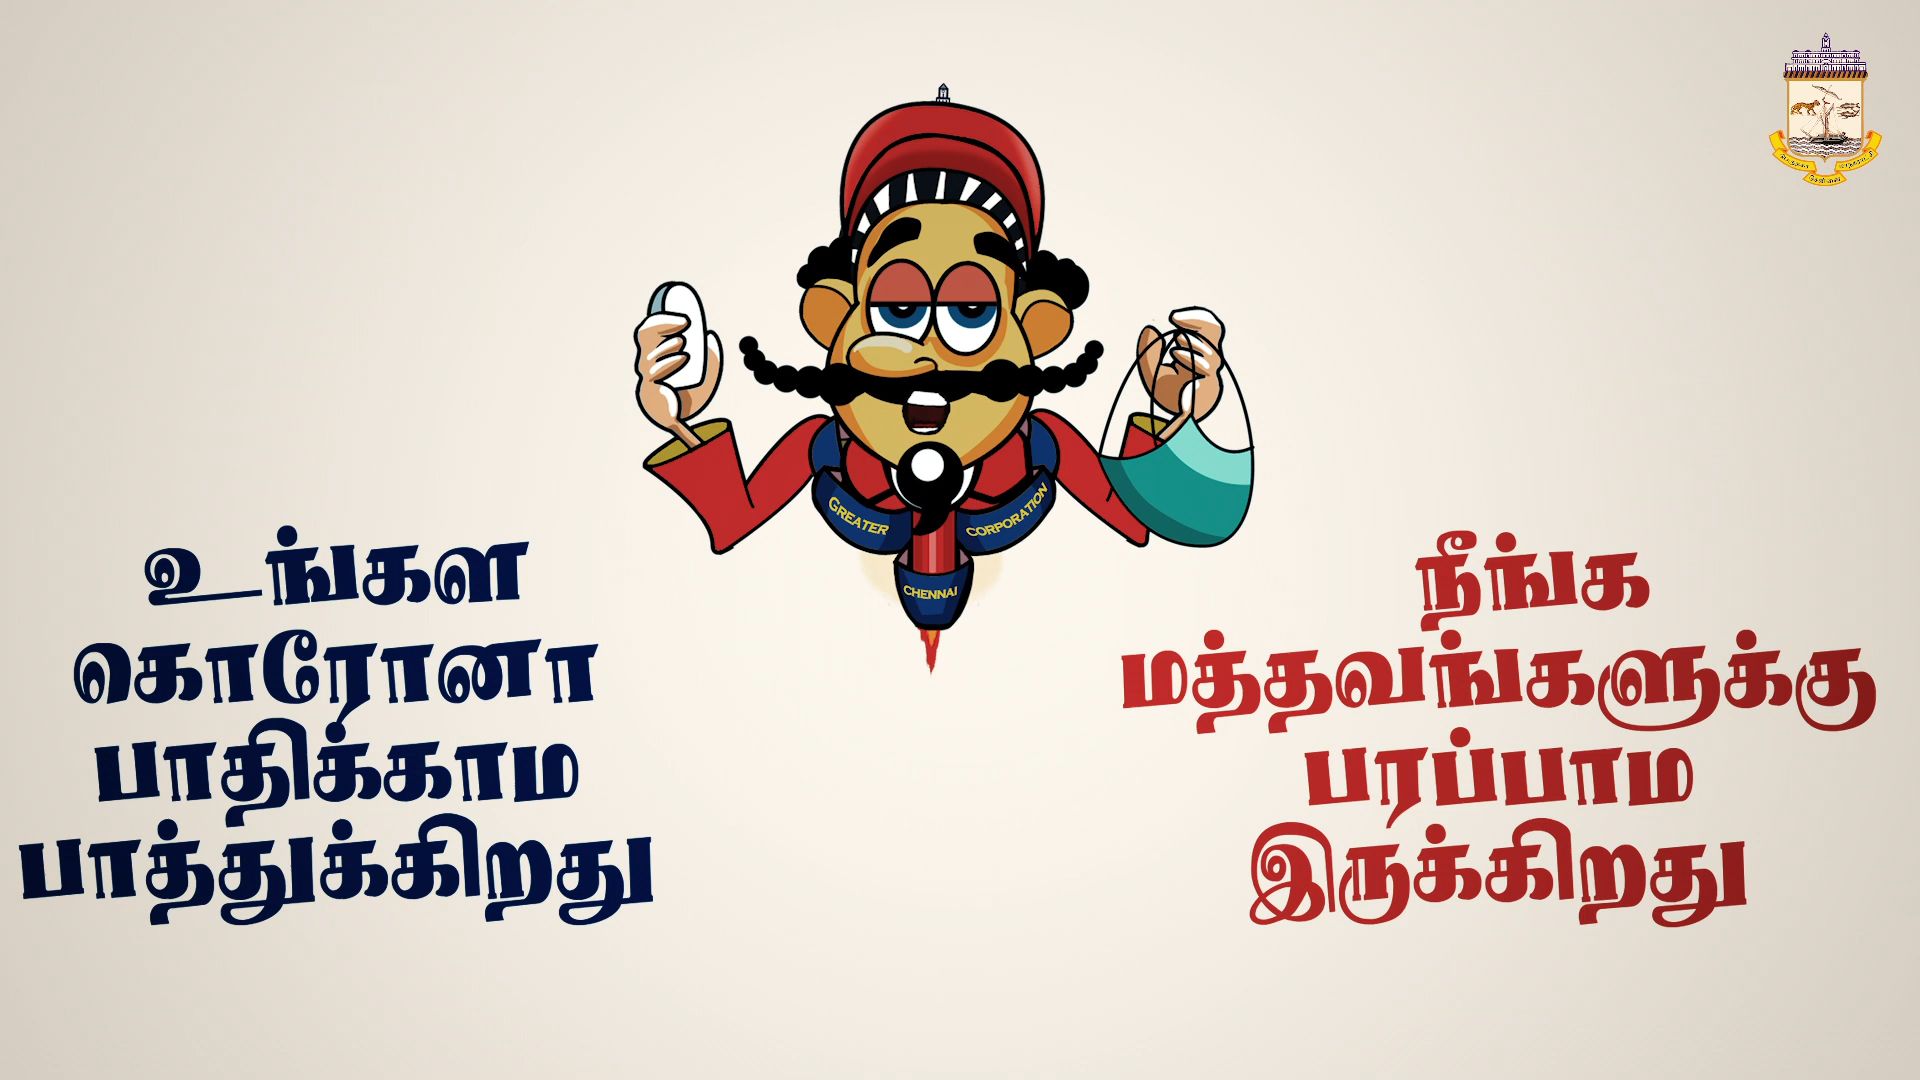 உங்கள
கொரோனா
பாதிக்காம
பாத்துக்கிறது
GREATER
CORPORATION
CHENNAI
நீங்க
மத்தவங்களுக்கு
பரப்பாம
இருக்கிறது